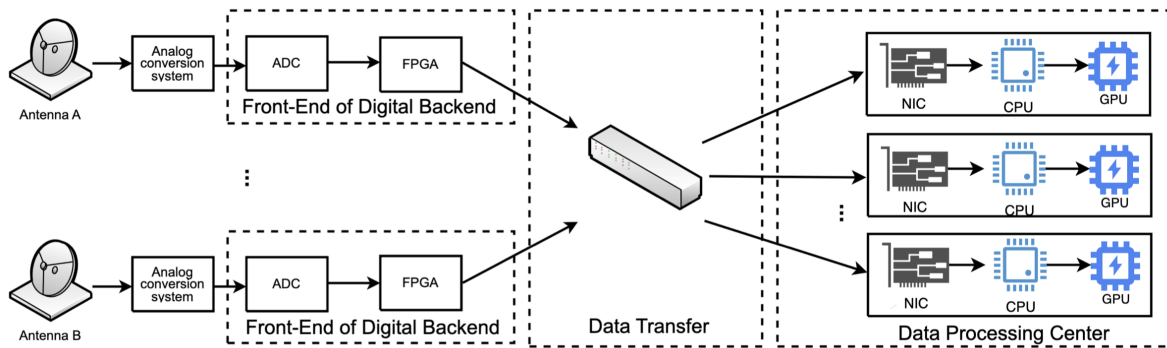 Antenna A
Analog
conversion
system
ADC
FPGA
Front-End of Digital Backend
Antenna B
Analog
conversion
system
ADC
FPGA
Front-End of Digital Backend
Data Transfer
NIC
CPU
GPU
NIC
CPU
GPU
NIC
CPU
GPU
Data Processing Center